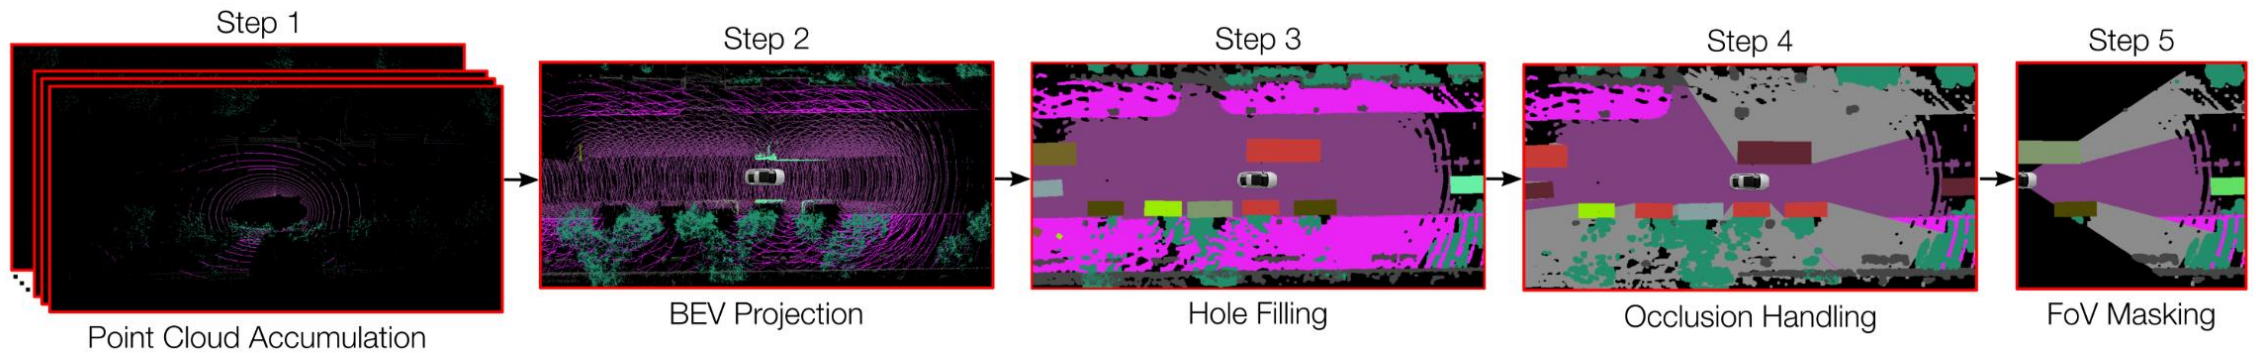 Step 1
Point Cloud Accumulation
Step 2
BEV Projection
Step 3
Hole Filling
Step 4
Occlusion Handling
Step 5
FoV Masking